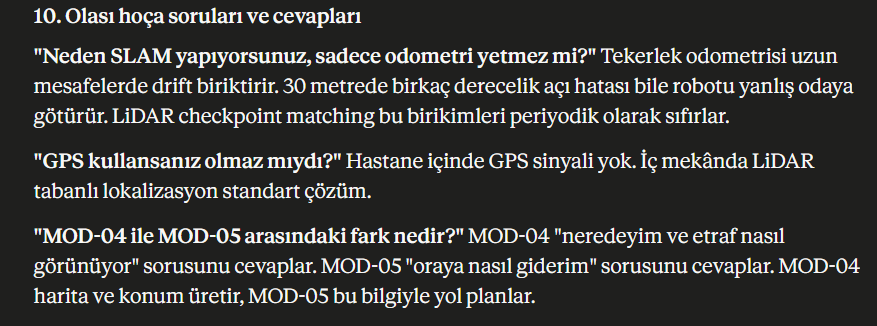 10. Olası hoca soruları ve cevapları
"Neden SLAM yapıyorsunuz, sadece odometri yetmez mi?" Tekerlek odometrisi uzun
mesafelerde drift biriktirir. 30 metrede birkaç derecelik açı hatası bile robotu yanlış odaya
götürür. LiDAR checkpoint matching bu birikimleri periyodik olarak sıfırlar.
"GPS kullansanız olmaz mıydı?" Hastane içinde GPS sinyali yok. İç mekânda LiDAR
tabanlı lokalizasyon standart çözüm.
"MOD-04 ile MOD-05 arasındaki fark nedir?" MOD-04 "neredeyim ve etraf nasıl
görünüyor" sorusunu cevaplar. MOD-05 "oraya nasıl giderim" sorusunu cevaplar. MOD-04
harita ve konum üretir, MOD-05 bu bilgiyle yol planlar.